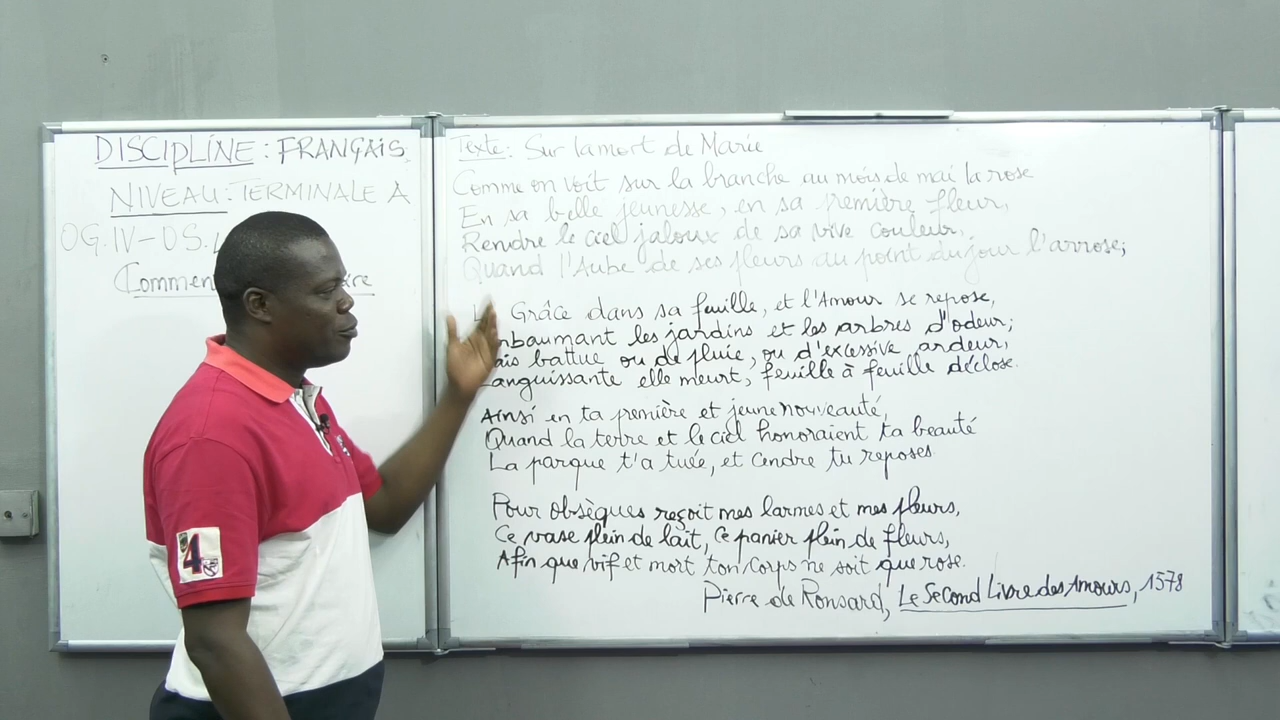 DISCIPLINE : FRANÇAIS
NIVEAU : TERMINALE A
OG.IV-OS.
Commen
Texte : Sur la mort de Marie
Comme on voit sur la branche au mois de mai la rose
En sa belle jeunesse, en sa première fleur,
Rendre le ciel jaloux de sa vive couleur,
Quand l'Aube de ses fleurs au point du jour l'arrose;
Grâce dans sa feuille, et l'Amour se repose,
nbaumant les jardins et les arbres d'odeur;
ais battue ou de pluie, ou d'excessive ardeur,
Languissante elle meurt, feuille à feuille déclose.
Ainsi en ta première et jeune nouveauté,
Quand la terre et le ciel honoraient ta beauté
La parque t'a tuée, et cendre tu reposes
Pour obsèques reçoit mes larmes et mes pleurs,
Ce vase plein de lait, ce panier plein de fleurs,
Afin que vif et mort ton corps ne soit que rose.
Pierre de Ronsard, Le Second Livre des Amours, 1578
4